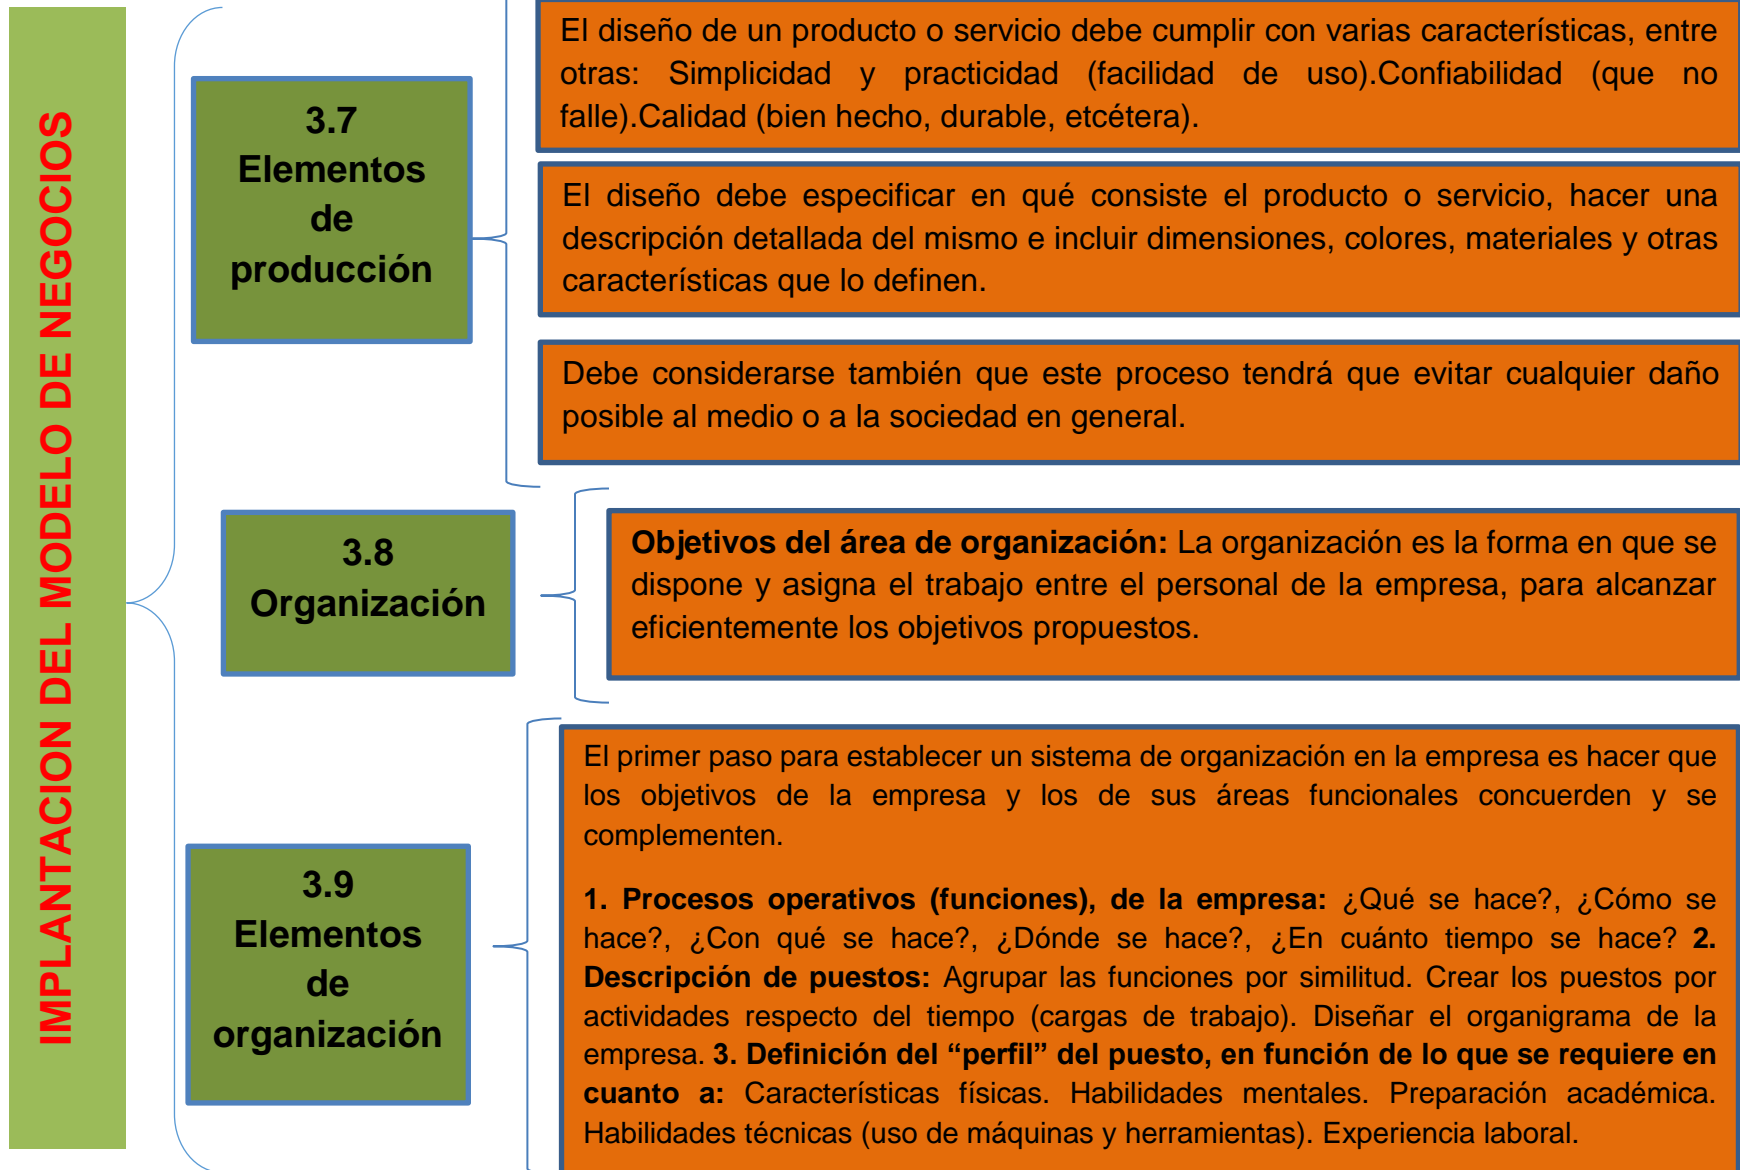 IMPLANTACION DEL MODELO DE NEGOCIOS
3.7
Elementos
de
producción
El diseño de un producto o servicio debe cumplir con varias características, entre
otras: Simplicidad y practicidad (facilidad de uso).Confiabilidad (que no
falle).Calidad (bien hecho, durable, etcétera).
El diseño debe especificar en qué consiste el producto o servicio, hacer una
descripción detallada del mismo e incluir dimensiones, colores, materiales y otras
características que lo definen.
Debe considerarse también que este proceso tendrá que evitar cualquier daño
posible al medio o a la sociedad en general.
3.8
Organización
Objetivos del área de organización: La organización es la forma en que se
dispone y asigna el trabajo entre el personal de la empresa, para alcanzar
eficientemente los objetivos propuestos.
3.9
Elementos
de
organización
El primer paso para establecer un sistema de organización en la empresa es hacer que
los objetivos de la empresa y los de sus áreas funcionales concuerden y se
complementen.
1. Procesos operativos (funciones), de la empresa: ¿Qué se hace?, ¿Cómo se
hace?, ¿Con qué se hace?, ¿Dónde se hace?, ¿En cuánto tiempo se hace? 2.
Descripción de puestos: Agrupar las funciones por similitud. Crear los puestos por
actividades respecto del tiempo (cargas de trabajo). Diseñar el organigrama de la
empresa. 3. Definición del “perfil” del puesto, en función de lo que se requiere en
cuanto a: Características físicas. Habilidades mentales. Preparación académica.
Habilidades técnicas (uso de máquinas y herramientas). Experiencia laboral.